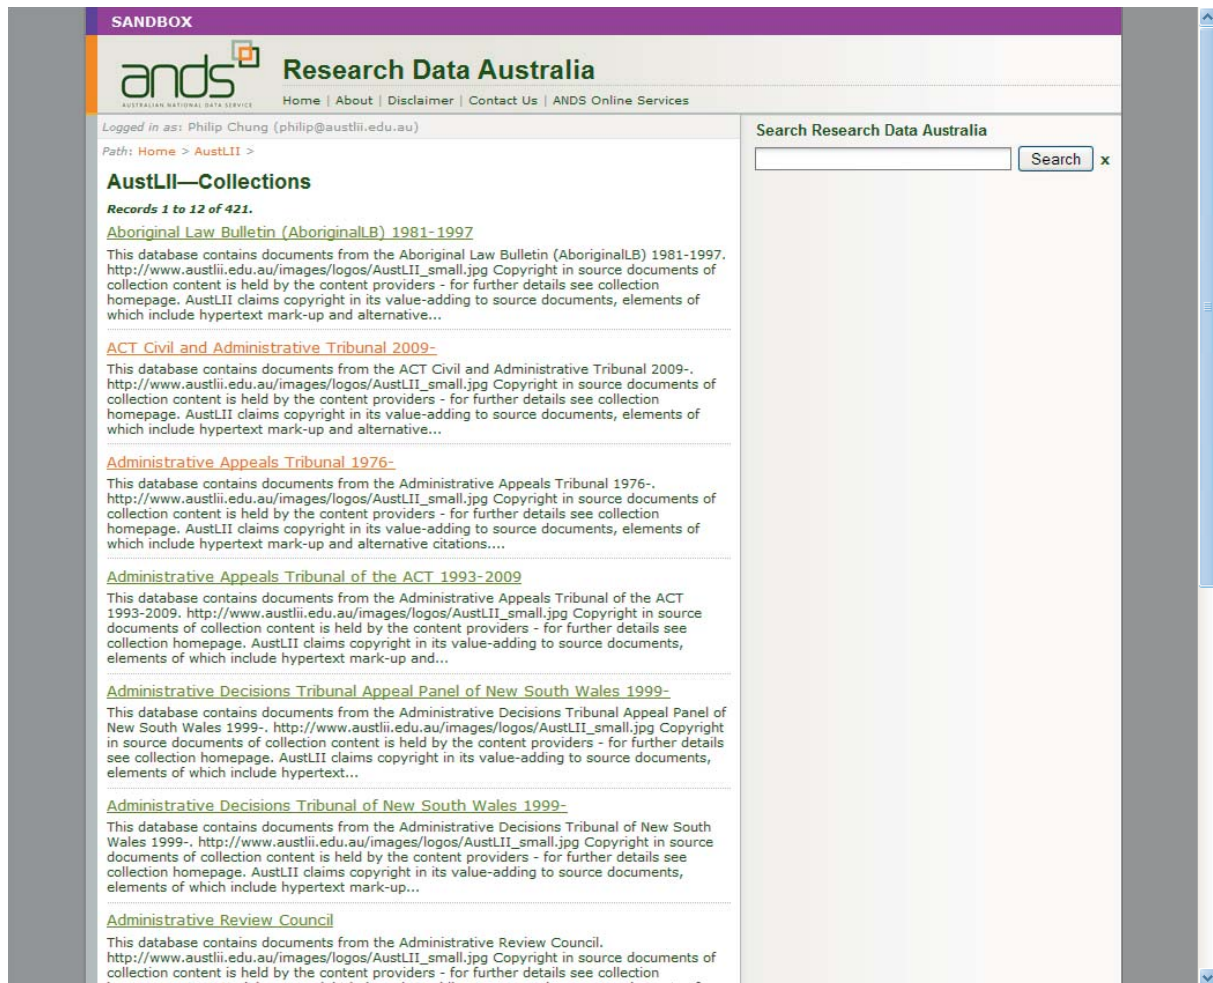 SANDBOX
ands
AUSTRALIAN NATIONAL DATA SERVICE
Research Data Australia
Home | About | Disclaimer | Contact Us | ANDS Online Services
Logged in as: Philip Chung (philip@austlii.edu.au)
Path: Home > AustLII >
AustLII—Collections
Records 1 to 12 of 421.
Aboriginal Law Bulletin (AboriginalLB) 1981-1997
This database contains documents from the Aboriginal Law Bulletin (AboriginalLB) 1981-1997.
http://www.austlii.edu.au/images/logos/AustLII_small.jpg Copyright in source documents of
collection content is held by the content providers - for further details see collection
homepage. AustLII claims copyright in its value-adding to source documents, elements of
which include hypertext mark-up and alternative...
ACT Civil and Administrative Tribunal 2009-
This database contains documents from the ACT Civil and Administrative Tribunal 2009-.
http://www.austlii.edu.au/images/logos/AustLII_small.jpg Copyright in source documents of
collection content is held by the content providers - for further details see collection
homepage. AustLII claims copyright in its value-adding to source documents, elements of
which include hypertext mark-up and alternative...
Administrative Appeals Tribunal 1976-
This database contains documents from the Administrative Appeals Tribunal 1976-.
http://www.austlii.edu.au/images/logos/AustLII_small.jpg Copyright in source documents of
collection content is held by the content providers - for further details see collection
homepage. AustLII claims copyright in its value-adding to source documents, elements of
which include hypertext mark-up and alternative citations....
Administrative Appeals Tribunal of the ACT 1993-2009
This database contains documents from the Administrative Appeals Tribunal of the ACT
1993-2009. http://www.austlii.edu.au/images/logos/AustLII_small.jpg Copyright in source
documents of collection content is held by the content providers - for further details see
collection homepage. AustLII claims copyright in its value-adding to source documents,
elements of which include hypertext mark-up and...
Administrative Decisions Tribunal Appeal Panel of New South Wales 1999-
This database contains documents from the Administrative Decisions Tribunal Appeal Panel of
New South Wales 1999-. http://www.austlii.edu.au/images/logos/AustLII_small.jpg Copyright
in source documents of collection content is held by the content providers - for further details
see collection homepage. AustLII claims copyright in its value-adding to source documents,
elements of which include hypertext...
Administrative Decisions Tribunal of New South Wales 1999-
This database contains documents from the Administrative Decisions Tribunal of New South
Wales 1999-. http://www.austlii.edu.au/images/logos/AustLII_small.jpg Copyright in source
documents of collection content is held by the content providers - for further details see
collection homepage. AustLII claims copyright in its value-adding to source documents,
elements of which include hypertext mark-up...
Administrative Review Council
This database contains documents from the Administrative Review Council.
http://www.austlii.edu.au/images/logos/AustLII_small.jpg Copyright in source documents of
collection content is held by the content providers - for further details see collection
Search Research Data Australia
Search x